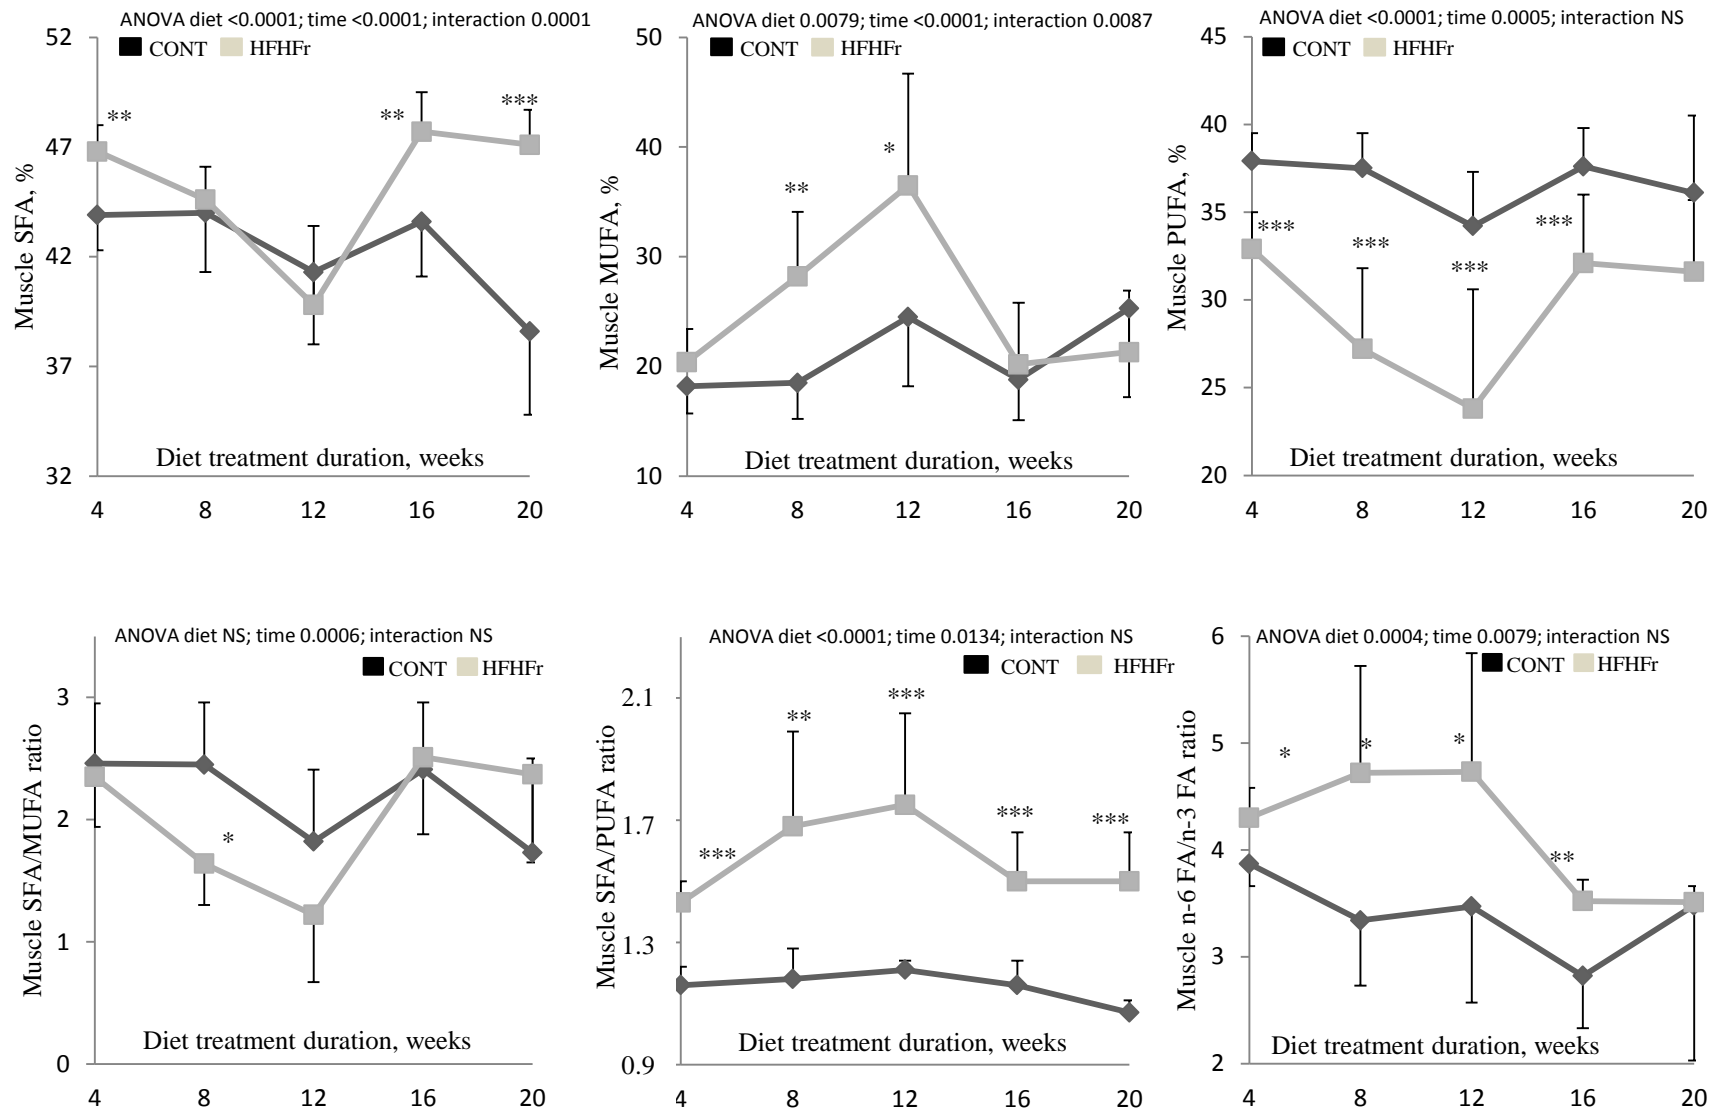 ANOVA diet <0.0001; time <0.0001; interaction 0.0001
CONT HFHFr
Muscle SFA, %
52
47
42
37
32
** ** ***
Diet treatment duration, weeks
4 8 12 16 20
ANOVA diet 0.0079; time <0.0001; interaction 0.0087
CONT HFHFr
Muscle MUFA, %
50
40
30
20
10
** *
Diet treatment duration, weeks
4 8 12 16 20
ANOVA diet <0.0001; time 0.0005; interaction NS
CONT HFHFr
Muscle PUFA, %
45
40
35
30
25
20
*** *** *** ***
Diet treatment duration, weeks
4 8 12 16 20
ANOVA diet NS; time 0.0006; interaction NS
CONT HFHFr
Muscle SFA/MUFA ratio
3
2
1
0
*
Diet treatment duration, weeks
4 8 12 16 20
ANOVA diet <0.0001; time 0.0134; interaction NS
CONT HFHFr
Muscle SFA/PUFA ratio
2.1
1.7
1.3
0.9
*** ** *** *** ***
Diet treatment duration, weeks
4 8 12 16 20
ANOVA diet 0.0004; time 0.0079; interaction NS
CONT HFHFr
Muscle n-6 FA/n-3 FA ratio
6
5
4
3
2
* * * **
Diet treatment duration, weeks
4 8 12 16 20